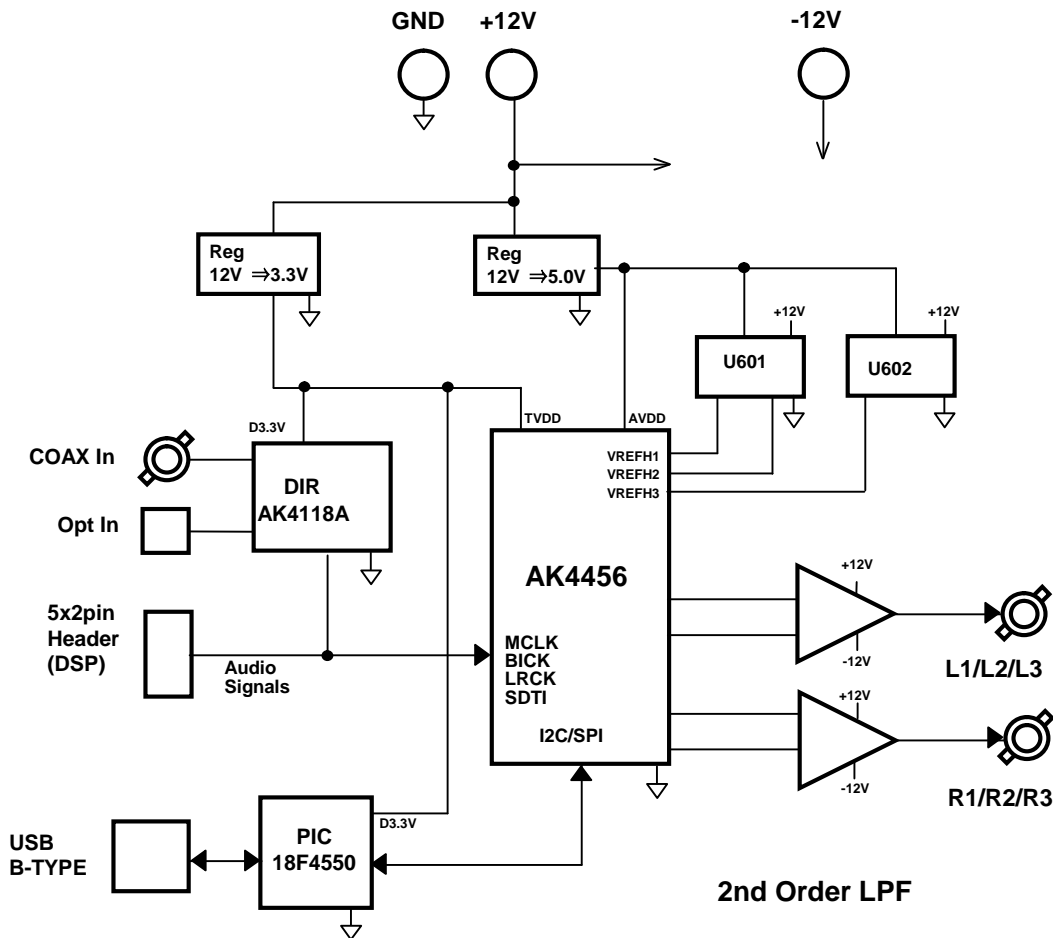 GND
+12V
-12V
Reg
12V ⇒3.3V
Reg
12V ⇒5.0V
+12V
U601
+12V
U602
TVDD
AVDD
D3.3V
VREFH1
VREFH2
VREFH3
COAX In
DIR
AK4118A
Opt In
AK4456
+12V
-12V
L1/L2/L3
5x2pin
Header
(DSP)
Audio
Signals
MCLK
BICK
LRCK
SDTI
I2C/SPI
+12V
-12V
R1/R2/R3
D3.3V
PIC
18F4550
USB
B-TYPE
2nd Order LPF